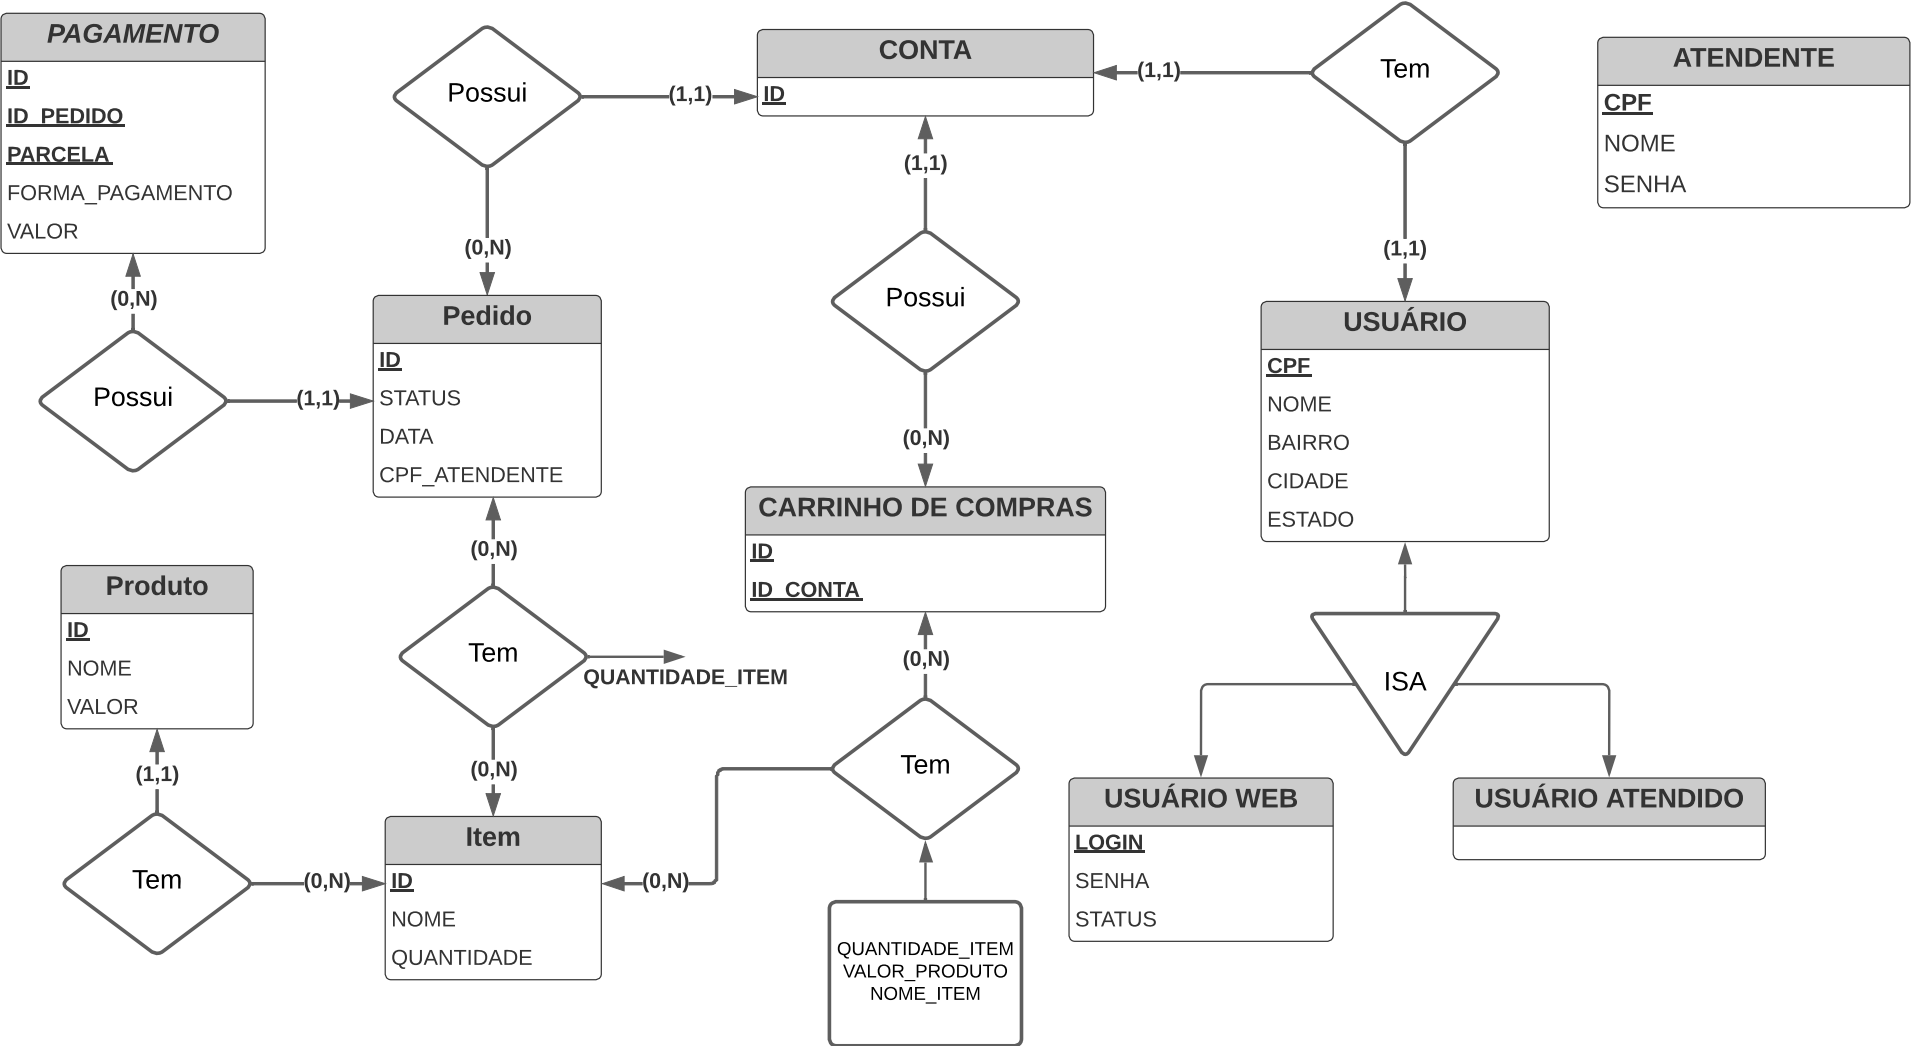 PAGAMENTO
ID
ID_PEDIDO
PARCELA
FORMA_PAGAMENTO
VALOR
Possui
(1,1)
(0,N)
CONTA
ID
(1,1)
Tem
(1,1)
ATENDENTE
CPF
NOME
SENHA
(0,N)
Possui
(1,1)
Pedido
ID
STATUS
DATA
CPF_ATENDENTE
(1,1)
Possui
(0,N)
USUÁRIO
CPF
NOME
BAIRRO
CIDADE
ESTADO
CARRINHO DE COMPRAS
ID
ID_CONTA
Produto
ID
NOME
VALOR
(0,N)
Tem
QUANTIDADE_ITEM
(0,N)
(0,N)
Tem
(0,N)
ISA
(1,1)
Tem
(0,N)
Item
ID
NOME
QUANTIDADE
QUANTIDADE_ITEM
VALOR_PRODUTO
NOME_ITEM
USUÁRIO WEB
LOGIN
SENHA
STATUS
USUÁRIO ATENDIDO